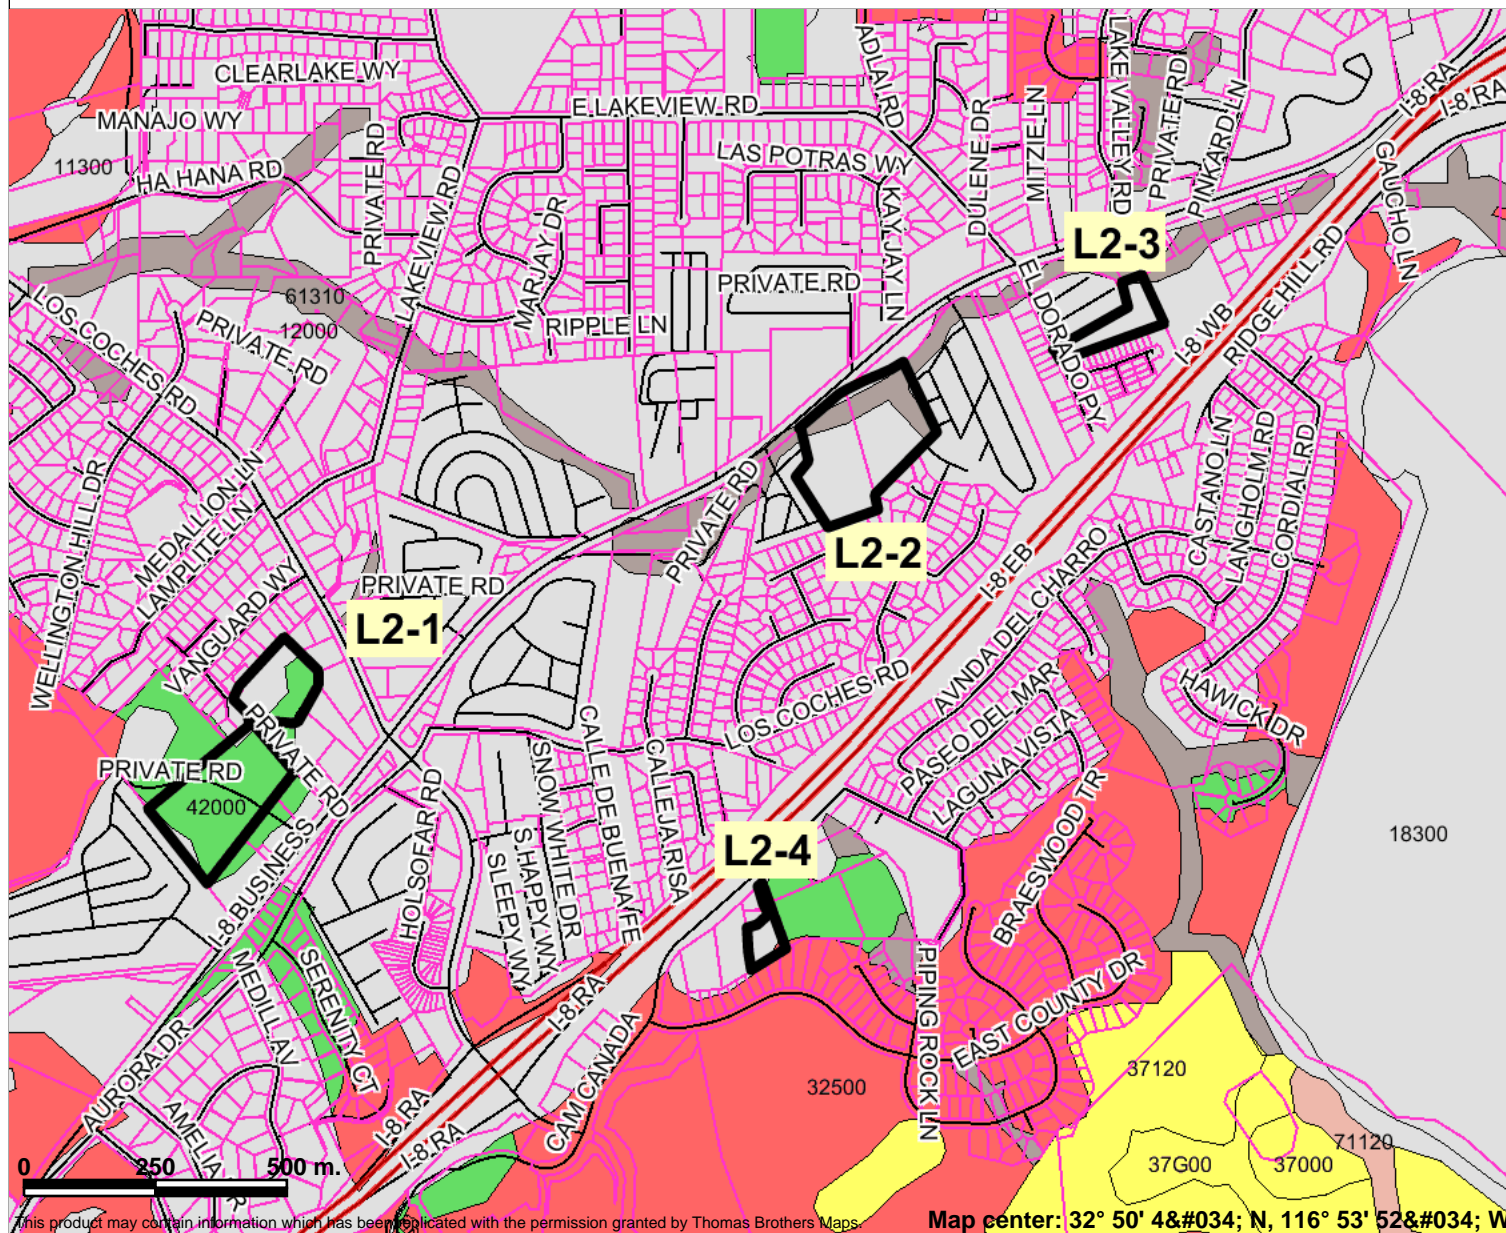 CLEARLAKE WY
MANAJO WY
11300
HA HANA RD
PRIVATE RD
LAKEVIEW RD
E LAKEVIEW RD
ADLAI RD
LAS POTRAS WY
KAY JAY LN
DULENE DR
MITZIE LN
LAKE VALLEY RD
PRIVATE RD
PINKARD LN
I-8 RA
I-8 RA
GAUCHO LN
L2-3
61310
12000
LOS COCHES RD
PRIVATE RD
MARJAY DR
RIPPLE LN
PRIVATE RD
EL DORADO PY
I-8 WB
RIDGE HILL RD
WELLINGTON HILL DR
MEDALLION LN
LAMPLITE LN
VANGUARD WY
PRIVATE RD
L2-1
PRIVATE RD
L2-2
I-8 EB
CASTANO LN
LANGHOLM RD
CORDIAL RD
AVNDA DEL CHARRO
LOS COCHES RD
PASEO DEL MAR
LAGUNA VISTA
HAWICK DR
PRIVATE RD
PRIVATE RD
42000
I-8 BUSINESS
HOLSOFAR RD
SNOW WHITE DR
S HAPPY WY
SLEEPY WY
CALLE DE BUENA FE
CALLEJA RISA
L2-4
BRAESWOOD TR
18300
MEDILL AV
SERENITY CT
AURORA DR
I-8 RA
I-8 RA
I-8 RA
CAM CANADA
PIPING ROCK LN
EAST COUNTY DR
32500
37120
37G00
37000
71120
0 250 500 m.
This product may contain information which has been replicated with the permission granted by Thomas Brothers Maps.
Map center: 32° 50' 4&#034; N, 116° 53' 52&#034; W